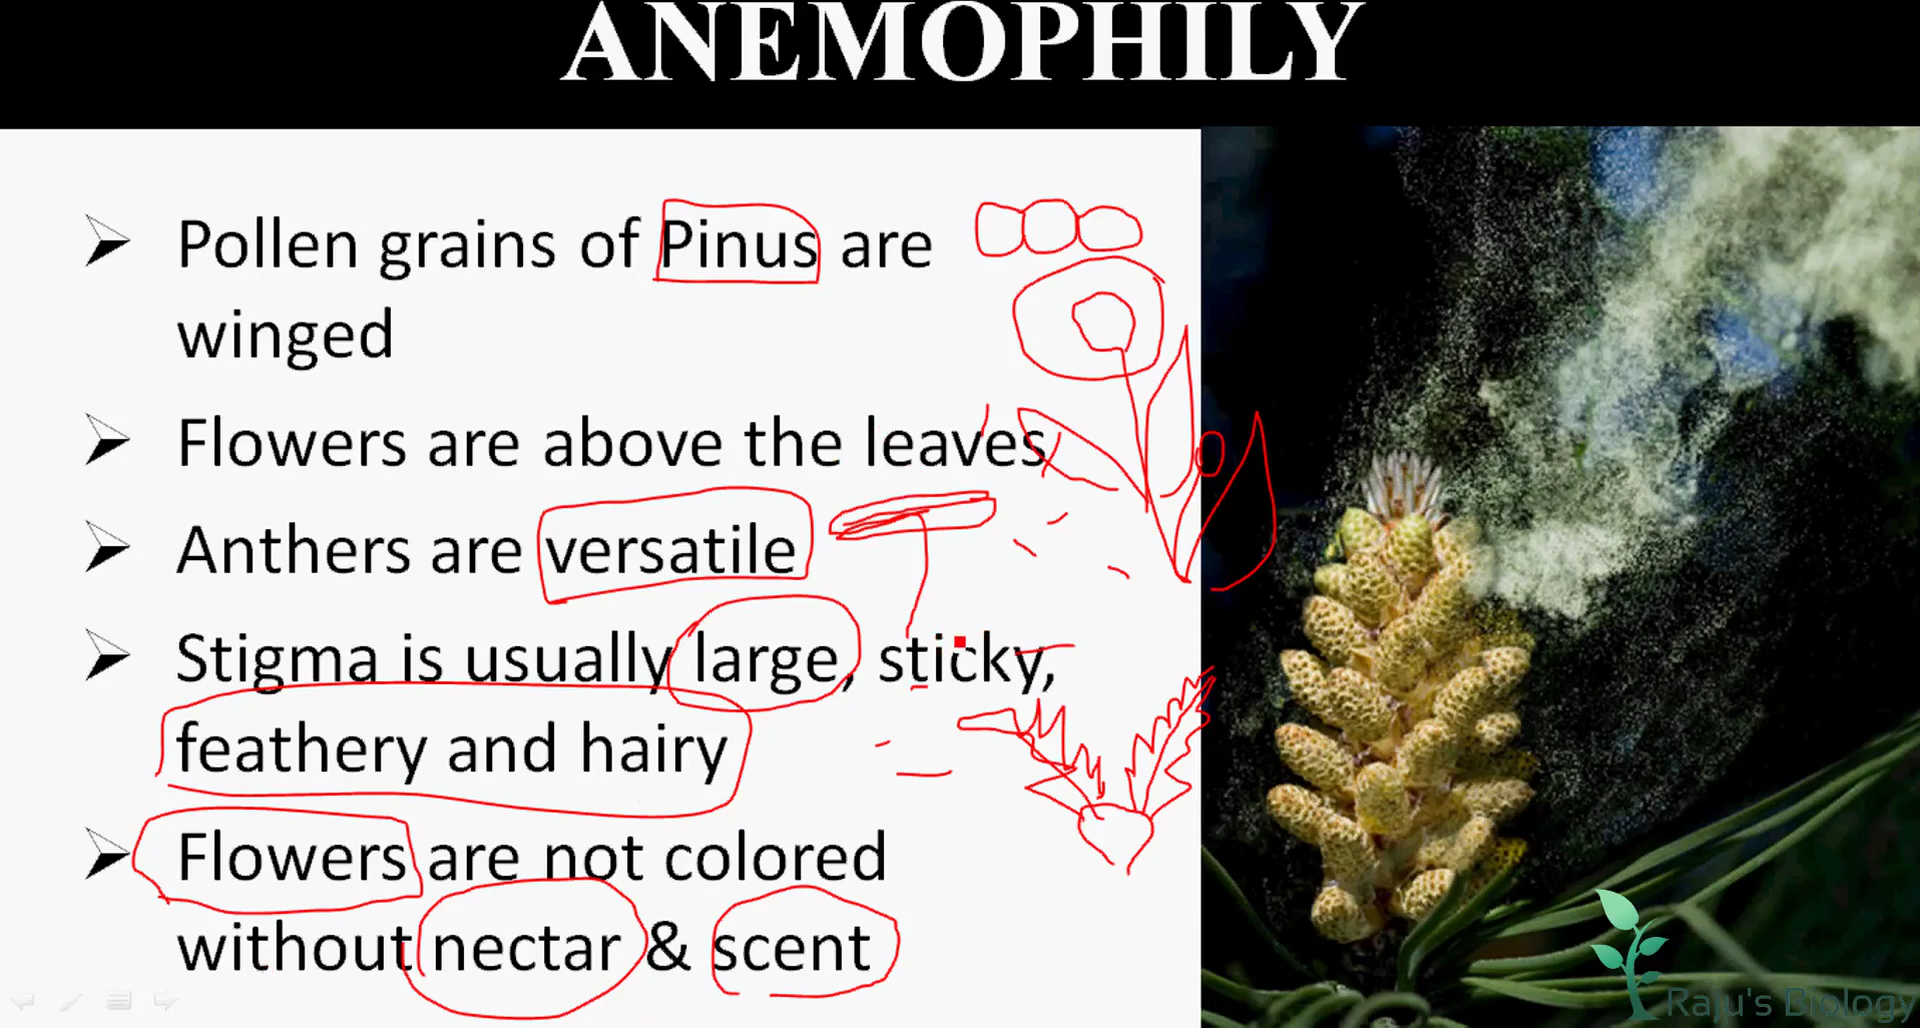 ANEMOPHILY
Pollen grains of Pinus are
winged
Flowers are above the leaves
Anthers are versatile
Stigma is usually large, sticky,
feathery and hairy
Flowers are not colored
without nectar & scent
Raju's Biology